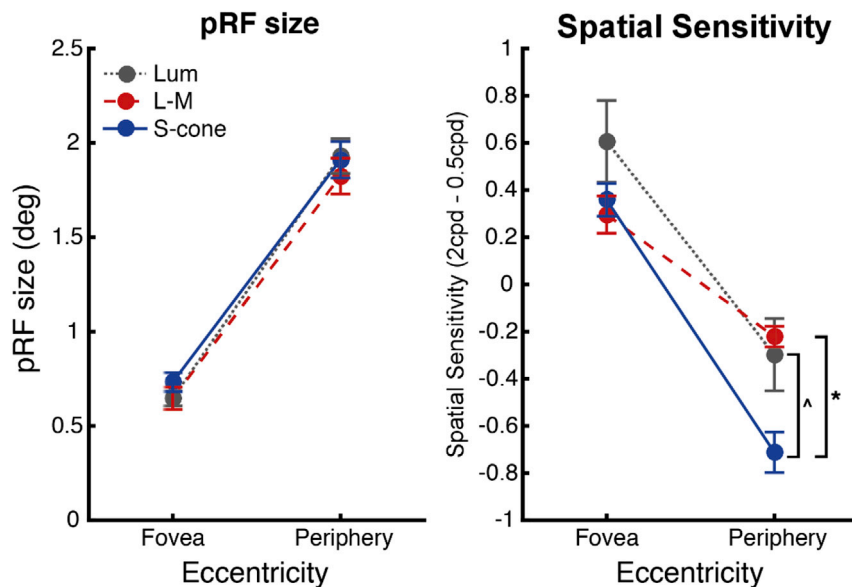 pRF size
Lum
L-M
S-cone
2.5
2
1.5
1
0.5
0
pRF size (deg)
Fovea
Periphery
Eccentricity
Spatial Sensitivity
1
0.8
0.6
0.4
0.2
0
-0.2
-0.4
-0.6
-0.8
-1
Spatial Sensitivity (2cpd - 0.5cpd)
^
*
Fovea
Periphery
Eccentricity